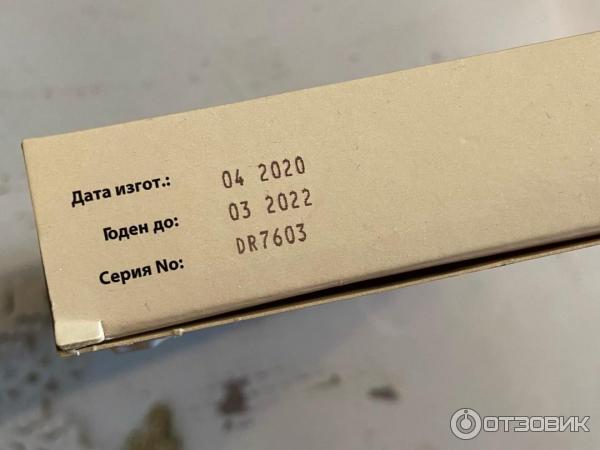 Дата изгот.: 04 2020
Годен до: 03 2022
Серия No: DR7603
ОТЗОВИК